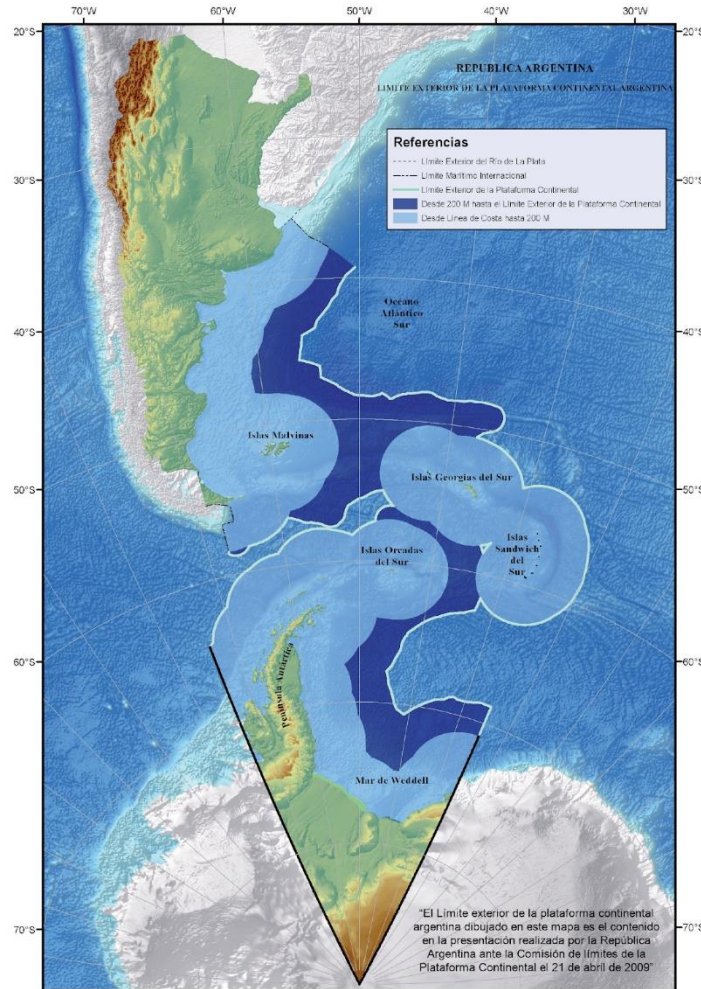 70°W
60°W
50°W
40°W
30°W
20°S
20°S
REPUBLICA ARGENTINA
LIMITE EXTERIOR DE LA PLATAFORMA CONTINENTAL ARGENTINA
Referencias
Límite Exterior del Río de La Plata
Límite Marítimo Internacional
Límite Exterior de la Plataforma Continental
Desde 200 M hasta el Límite Exterior de la Plataforma Continental
Desde Línea de Costa hasta 200 M
30°S
30°S
Oceano
Atlántico
Sur
40°S
40°S
Islas Malvinas
Islas Georgias del Sur
50°S
50°S
Islas
Sandwich
del
Sur
Islas Orcadas
del Sur
60°S
60°S
Península Antártica
Mar de Weddell
70°S
70°S
"El Límite exterior de la plataforma continental
argentina dibujado en este mapa es el contenido
en la presentación realizada por la República
Argentina ante la Comisión de límites de la
Plataforma Continental el 21 de abril de 2009"